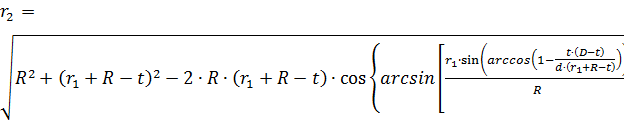 r₂ =
√R² + (r₁ + R − t)² − 2 · R · (r₁ + R − t) · cos{arcsin[r₁·sin(arccos(1−t·(D−t)/d·(r₁+R−t))/R